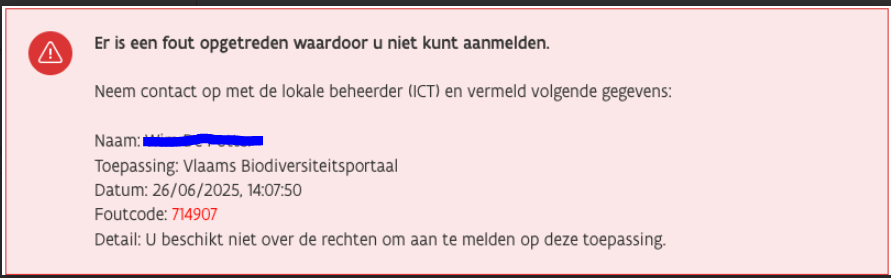 Er is een fout opgetreden waardoor u niet kunt aanmelden.
Neem contact op met de lokale beheerder (ICT) en vermeld volgende gegevens:
Naam:
Toepassing: Vlaams Biodiversiteitsportaal
Datum: 26/06/2025, 14:07:50
Foutcode: 714907
Detail: U beschikt niet over de rechten om aan te melden op deze toepassing.